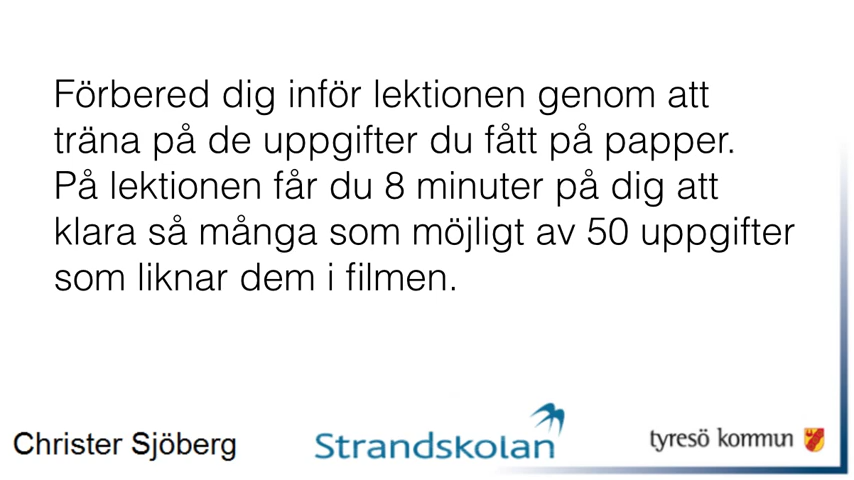 Förbered dig inför lektionen genom att
träna på de uppgifter du fått på papper.
På lektionen får du 8 minuter på dig att
klara så många som möjligt av 50 uppgifter
som liknar dem i filmen.
Christer Sjöberg
Strandskolan
tyresö kommun